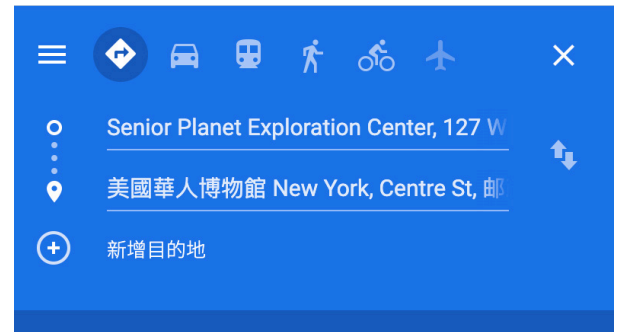 Senior Planet Exploration Center, 127 W
美國華人博物館 New York, Centre St, 邮
新增目的地